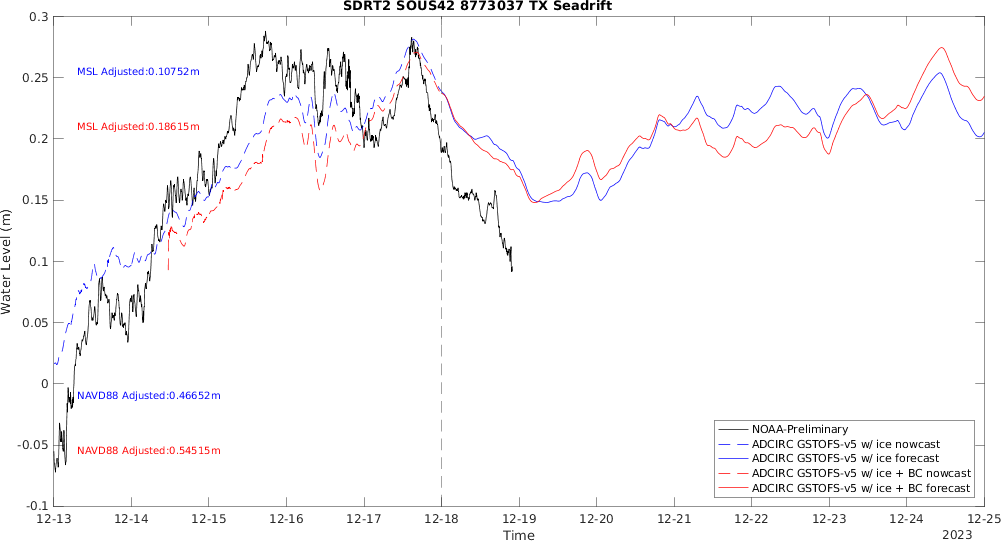 SDRT2 SOUS42 8773037 TX Seadrift
0.3
0.25
0.2
0.15
0.1
0.05
0
-0.05
-0.1
Water Level (m)
MSL Adjusted:0.10752m
MSL Adjusted:0.18615m
NAVD88 Adjusted:0.46652m
NAVD88 Adjusted:0.54515m
NOAA-Preliminary
ADCIRC GSTOFS-v5 w/ ice nowcast
ADCIRC GSTOFS-v5 w/ ice forecast
ADCIRC GSTOFS-v5 w/ ice + BC nowcast
ADCIRC GSTOFS-v5 w/ ice + BC forecast
12-13 12-14 12-15 12-16 12-17 12-18 12-19 12-20 12-21 12-22 12-23 12-24 12-25
Time
2023